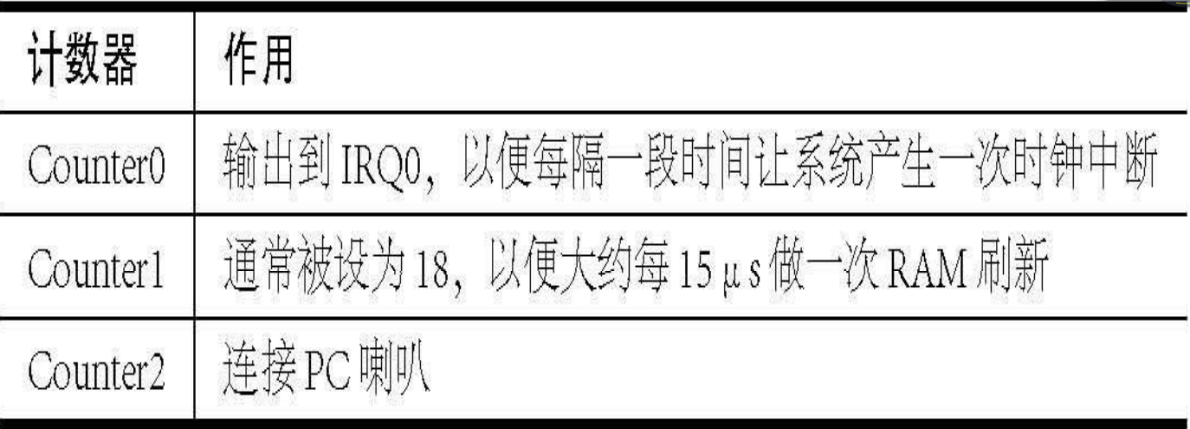 计数器 作用
Counter0 输出到 IRQ0，以便每隔一段时间让系统产生一次时钟中断
Counter1 通常被设为 18，以便大约每 15 μs 做一次 RAM 刷新
Counter2 连接 PC 喇叭